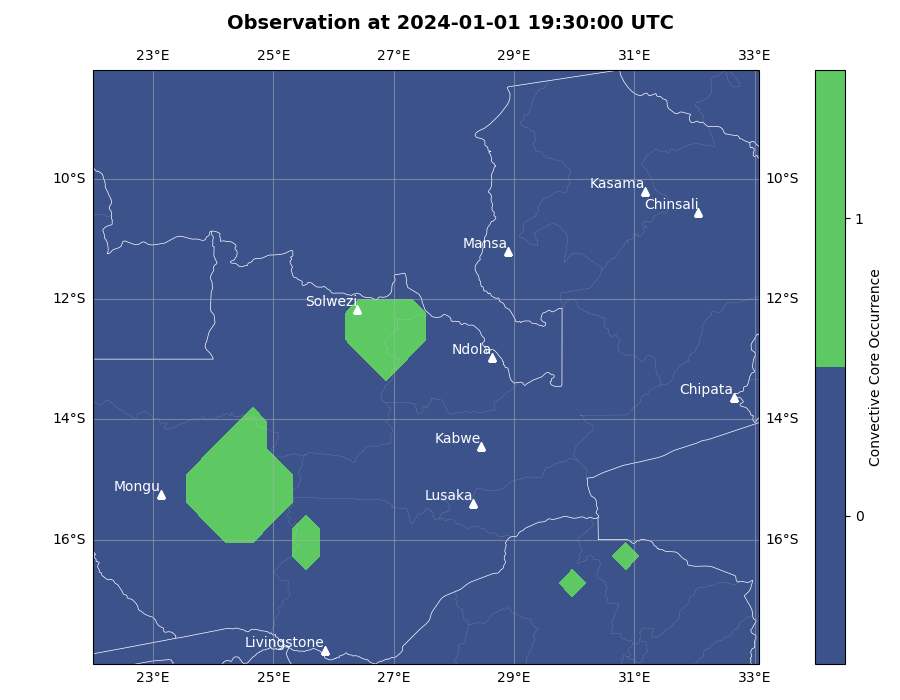 Observation at 2024-01-01 19:30:00 UTC
23°E 25°E 27°E 29°E 31°E 33°E
10°S 10°S
Kasama
Chinsali
Mansa
1
12°S 12°S
Solwezi
Ndola
Chipata
14°S 14°S
Kabwe
Mongu
Lusaka
0
16°S 16°S
Livingstone
23°E 25°E 27°E 29°E 31°E 33°E
Convective Core Occurrence